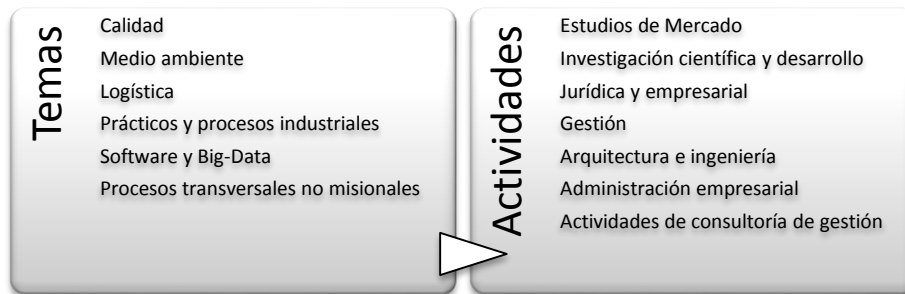 Temas
Calidad
Medio ambiente
Logística
Prácticos y procesos industriales
Software y Big-Data
Procesos transversales no misionales
Actividades
Estudios de Mercado
Investigación científica y desarrollo
Jurídica y empresarial
Gestión
Arquitectura e ingeniería
Administración empresarial
Actividades de consultoría de gestión